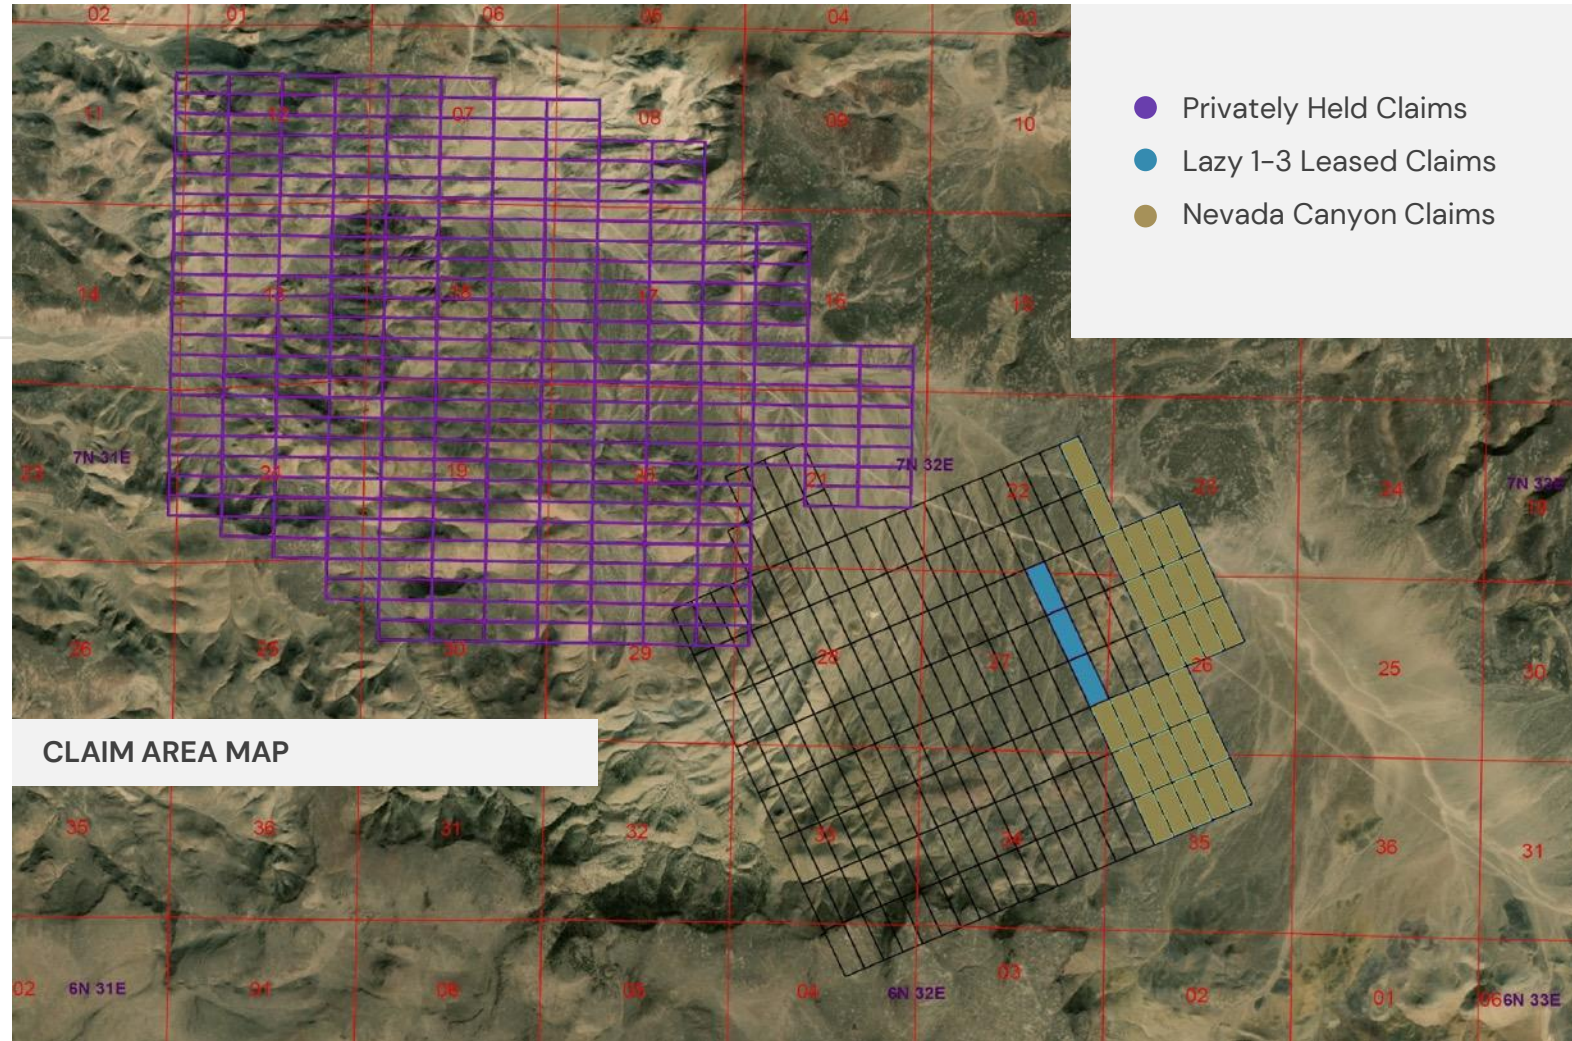 02 01 06 05 04 03
Privately Held Claims
Lazy 1–3 Leased Claims
Nevada Canyon Claims
11 12 07 08 09 10
14 13 18 17 16 15
7N 31E
7N 32E
7N 32E
23 24 19 20 21 22 23 24 19
26 25 30 29 28 27 26 25 30
CLAIM AREA MAP
35 36 31 32 33 34 35 36 31
02 6N 31E 01 06 05 04 6N 32E 03 02 01 06 6N 33E